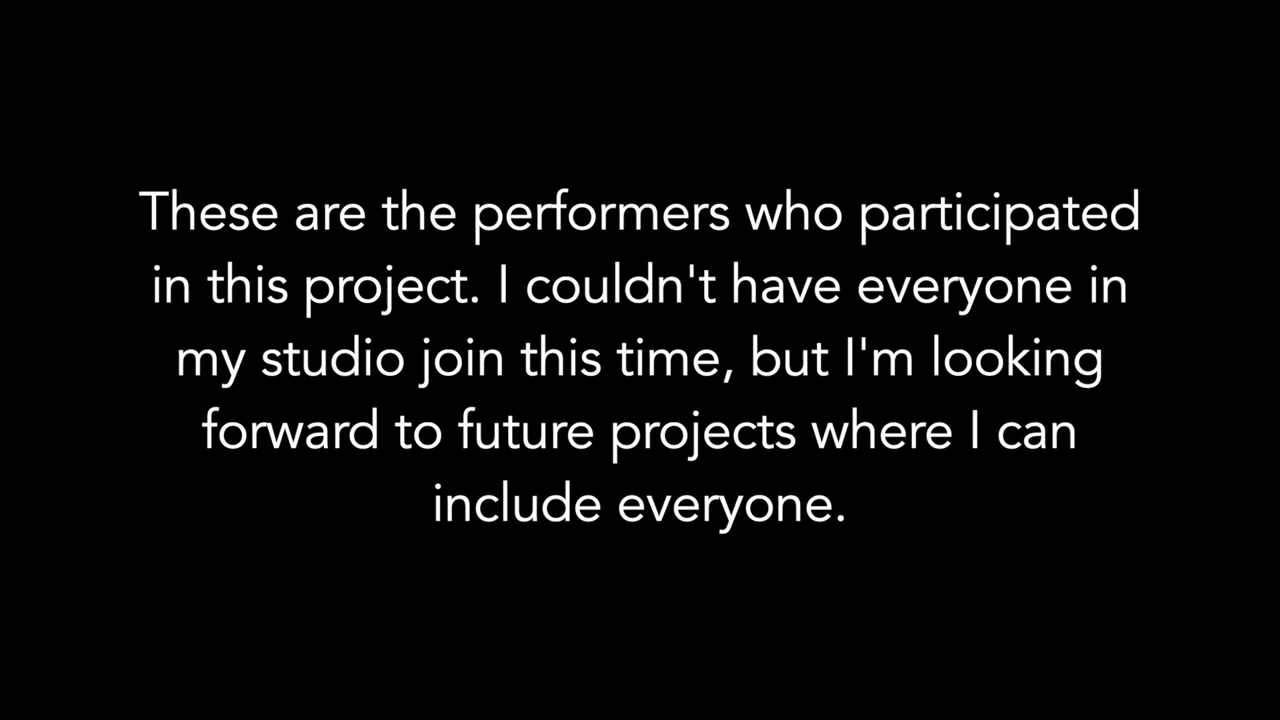 These are the performers who participated
in this project. I couldn't have everyone in
my studio join this time, but I'm looking
forward to future projects where I can
include everyone.